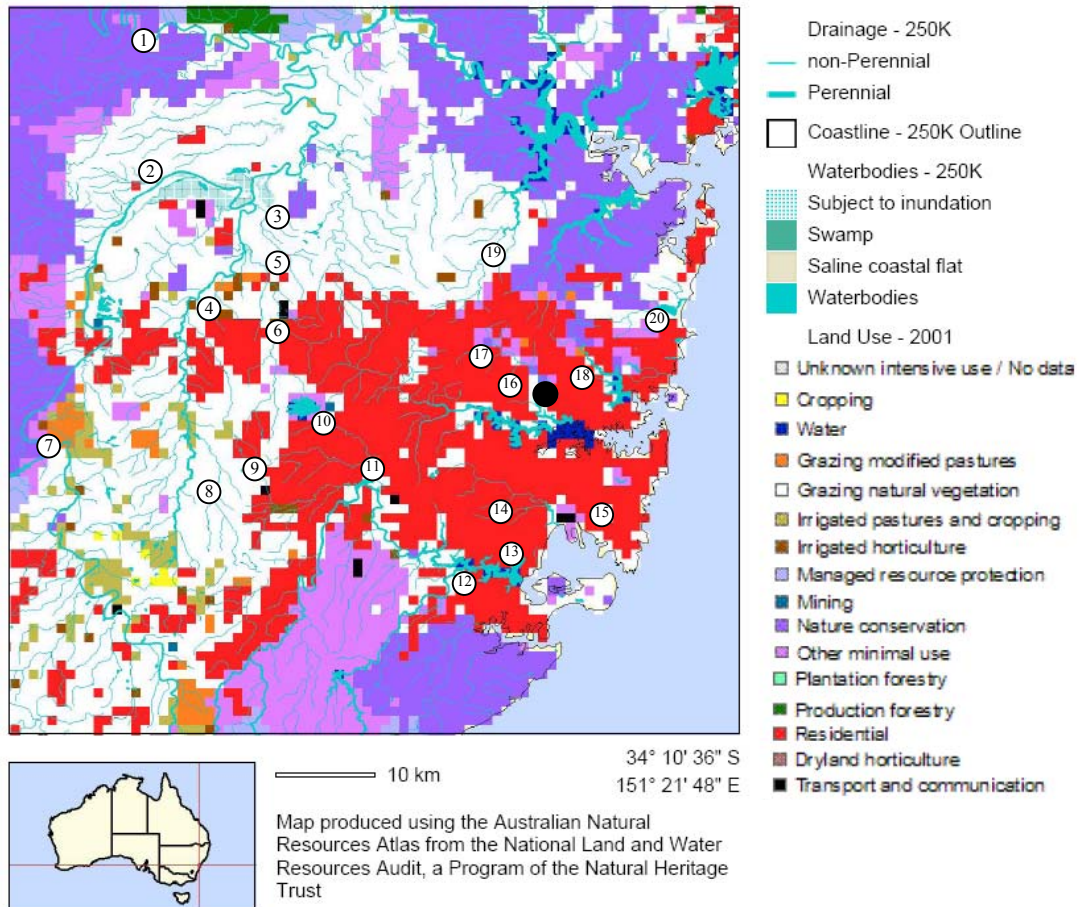 1
2
3
4
5
6
7
8
9
10
11
12
13
14
15
16
17
18
19
20
Drainage - 250K
non-Perennial
Perennial
Coastline - 250K Outline
Waterbodies - 250K
Subject to inundation
Swamp
Saline coastal flat
Waterbodies
Land Use - 2001
Unknown intensive use / No data
Cropping
Water
Grazing modified pastures
Grazing natural vegetation
Irrigated pastures and cropping
Irrigated horticulture
Managed resource protection
Mining
Nature conservation
Other minimal use
Plantation forestry
Production forestry
Residential
Dryland horticulture
Transport and communication
10 km
34° 10' 36" S
151° 21' 48" E
Map produced using the Australian Natural
Resources Atlas from the National Land and Water
Resources Audit, a Program of the Natural Heritage
Trust